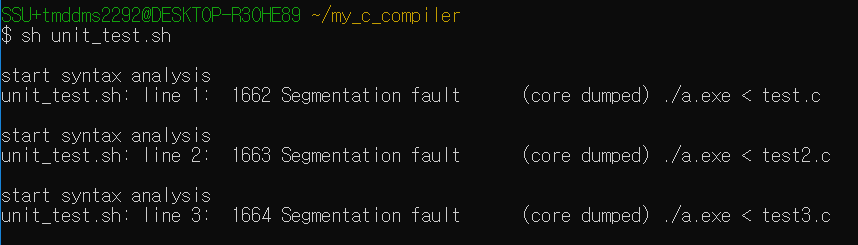 SSU+tmddms2292@DESKTOP-R30HE89 ~/my_c_compiler
$ sh unit_test.sh
start syntax analysis
unit_test.sh: line 1:  1662 Segmentation fault      (core dumped) ./a.exe < test.c
start syntax analysis
unit_test.sh: line 2:  1663 Segmentation fault      (core dumped) ./a.exe < test2.c
start syntax analysis
unit_test.sh: line 3:  1664 Segmentation fault      (core dumped) ./a.exe < test3.c